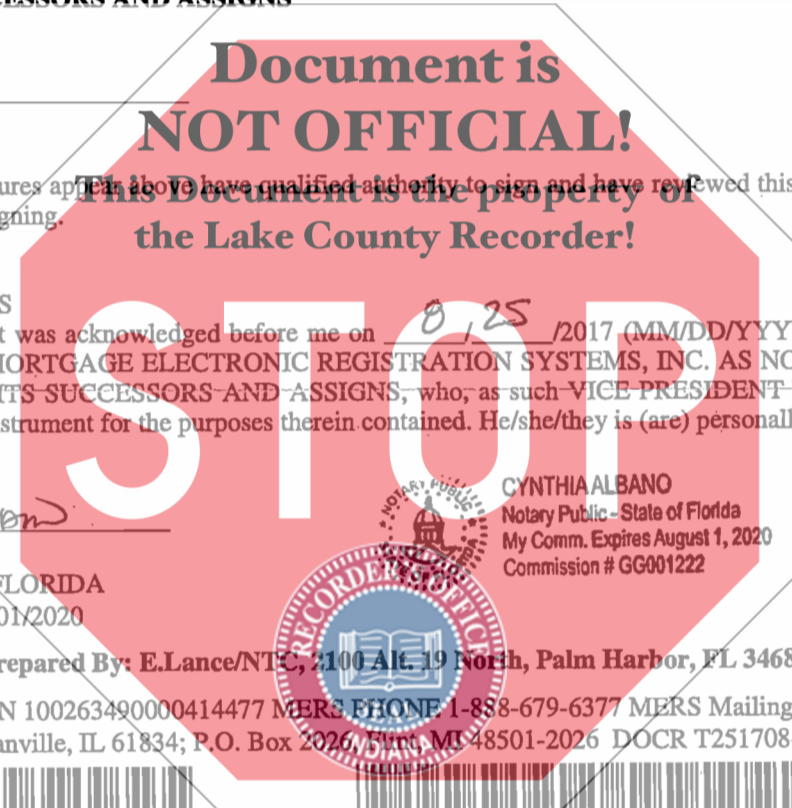 CESSORS AND ASSIGNS
Document is
NOT OFFICIAL!
ures appear above have qualified authority to sign and have reviewed this
This Document is the property of
gning.
the Lake County Recorder!
STOP
S
t was acknowledged before me on 8 / 25 /2017 (MM/DD/YYY
MORTGAGE ELECTRONIC REGISTRATION SYSTEMS, INC. AS NO
ITS SUCCESSORS AND ASSIGNS, who, as such VICE PRESIDENT
strument for the purposes therein contained. He/she/they is (are) personall
NOTARY PUBLIC
CYNTHIA ALBANO
Notary Public - State of Florida
My Comm. Expires August 1, 2020
Commission # GG001222
FLORIDA
01/2020
RECORDER OFFICE
INDIANA
repared By: E.Lance/NTC, 2100 Alt. 19 North, Palm Harbor, FL 3468
N 100263490000414477 MERS PHONE 1-888-679-6377 MERS Mailing
anville, IL 61834; P.O. Box 2026, Flint, MI 48501-2026 DOCR T251708